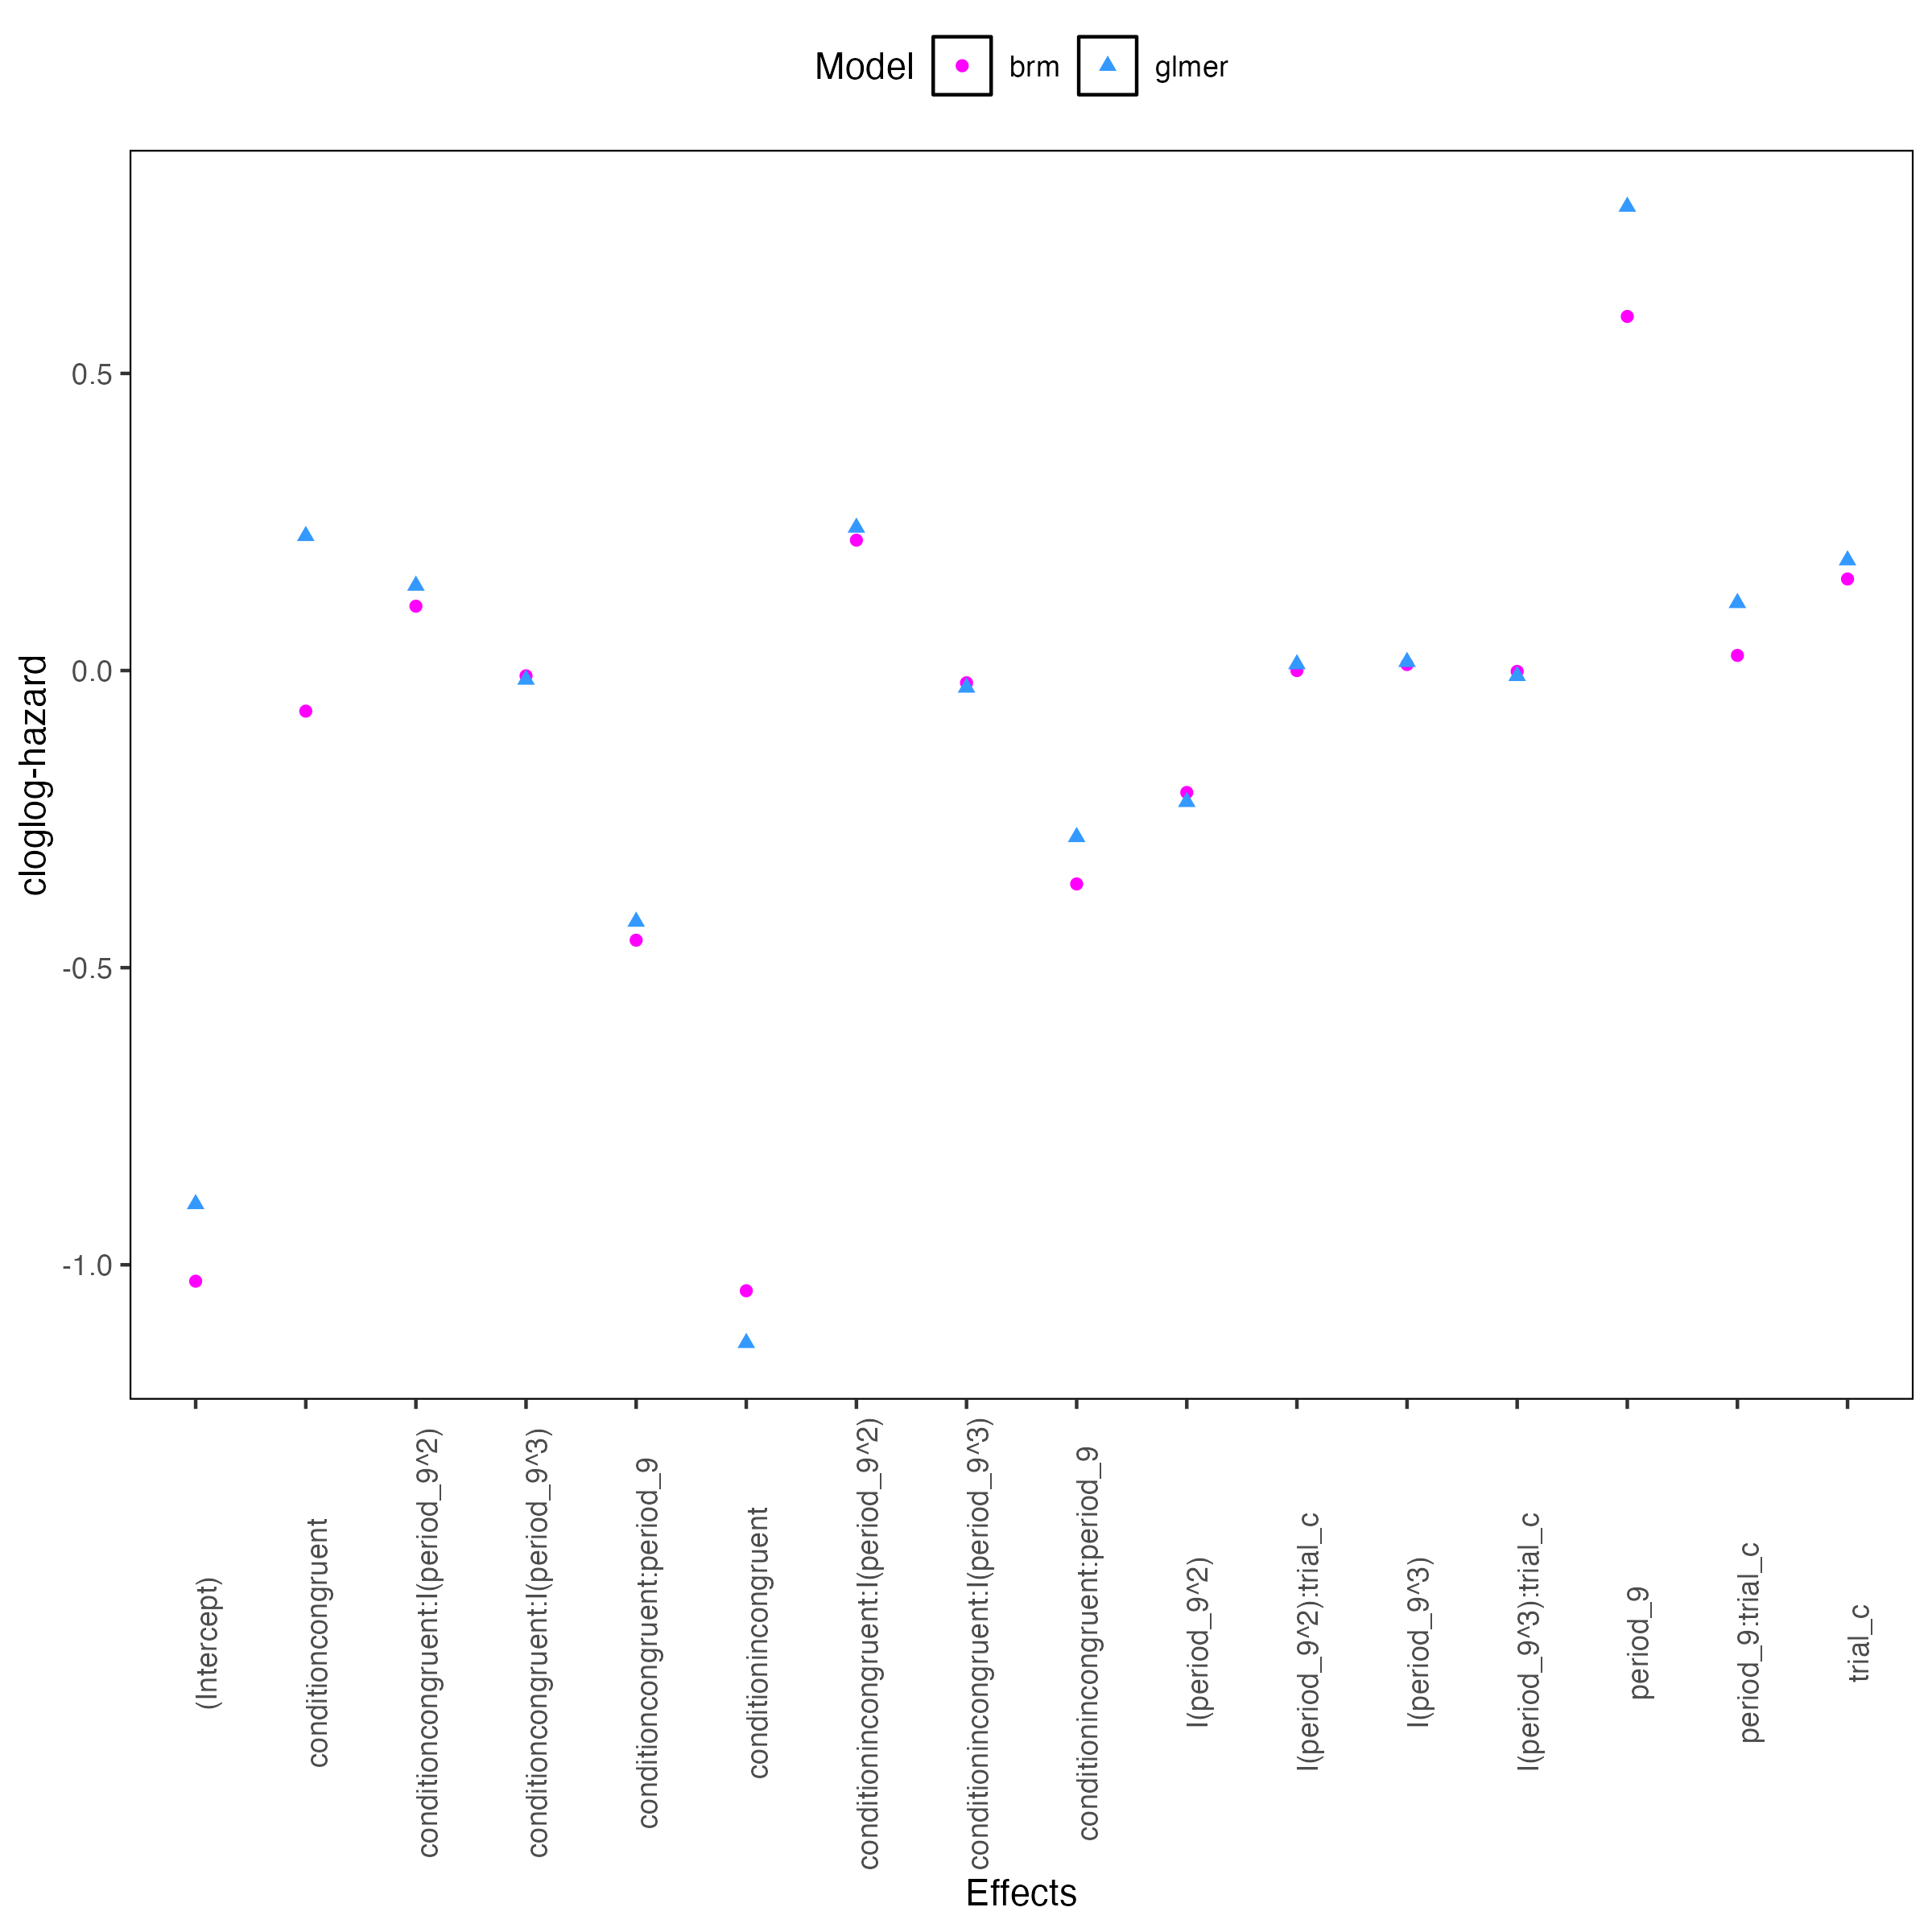 Model brm glmer
cloglog-hazard
0.5
0.0
-0.5
-1.0
(Intercept)
conditioncongruent
conditioncongruent:I(period_9^2)
conditioncongruent:I(period_9^3)
conditioncongruent:period_9
conditionincongruent
conditionincongruent:I(period_9^2)
conditionincongruent:I(period_9^3)
conditionincongruent:period_9
I(period_9^2)
I(period_9^2):trial_c
I(period_9^3)
I(period_9^3):trial_c
period_9
period_9:trial_c
trial_c
Effects